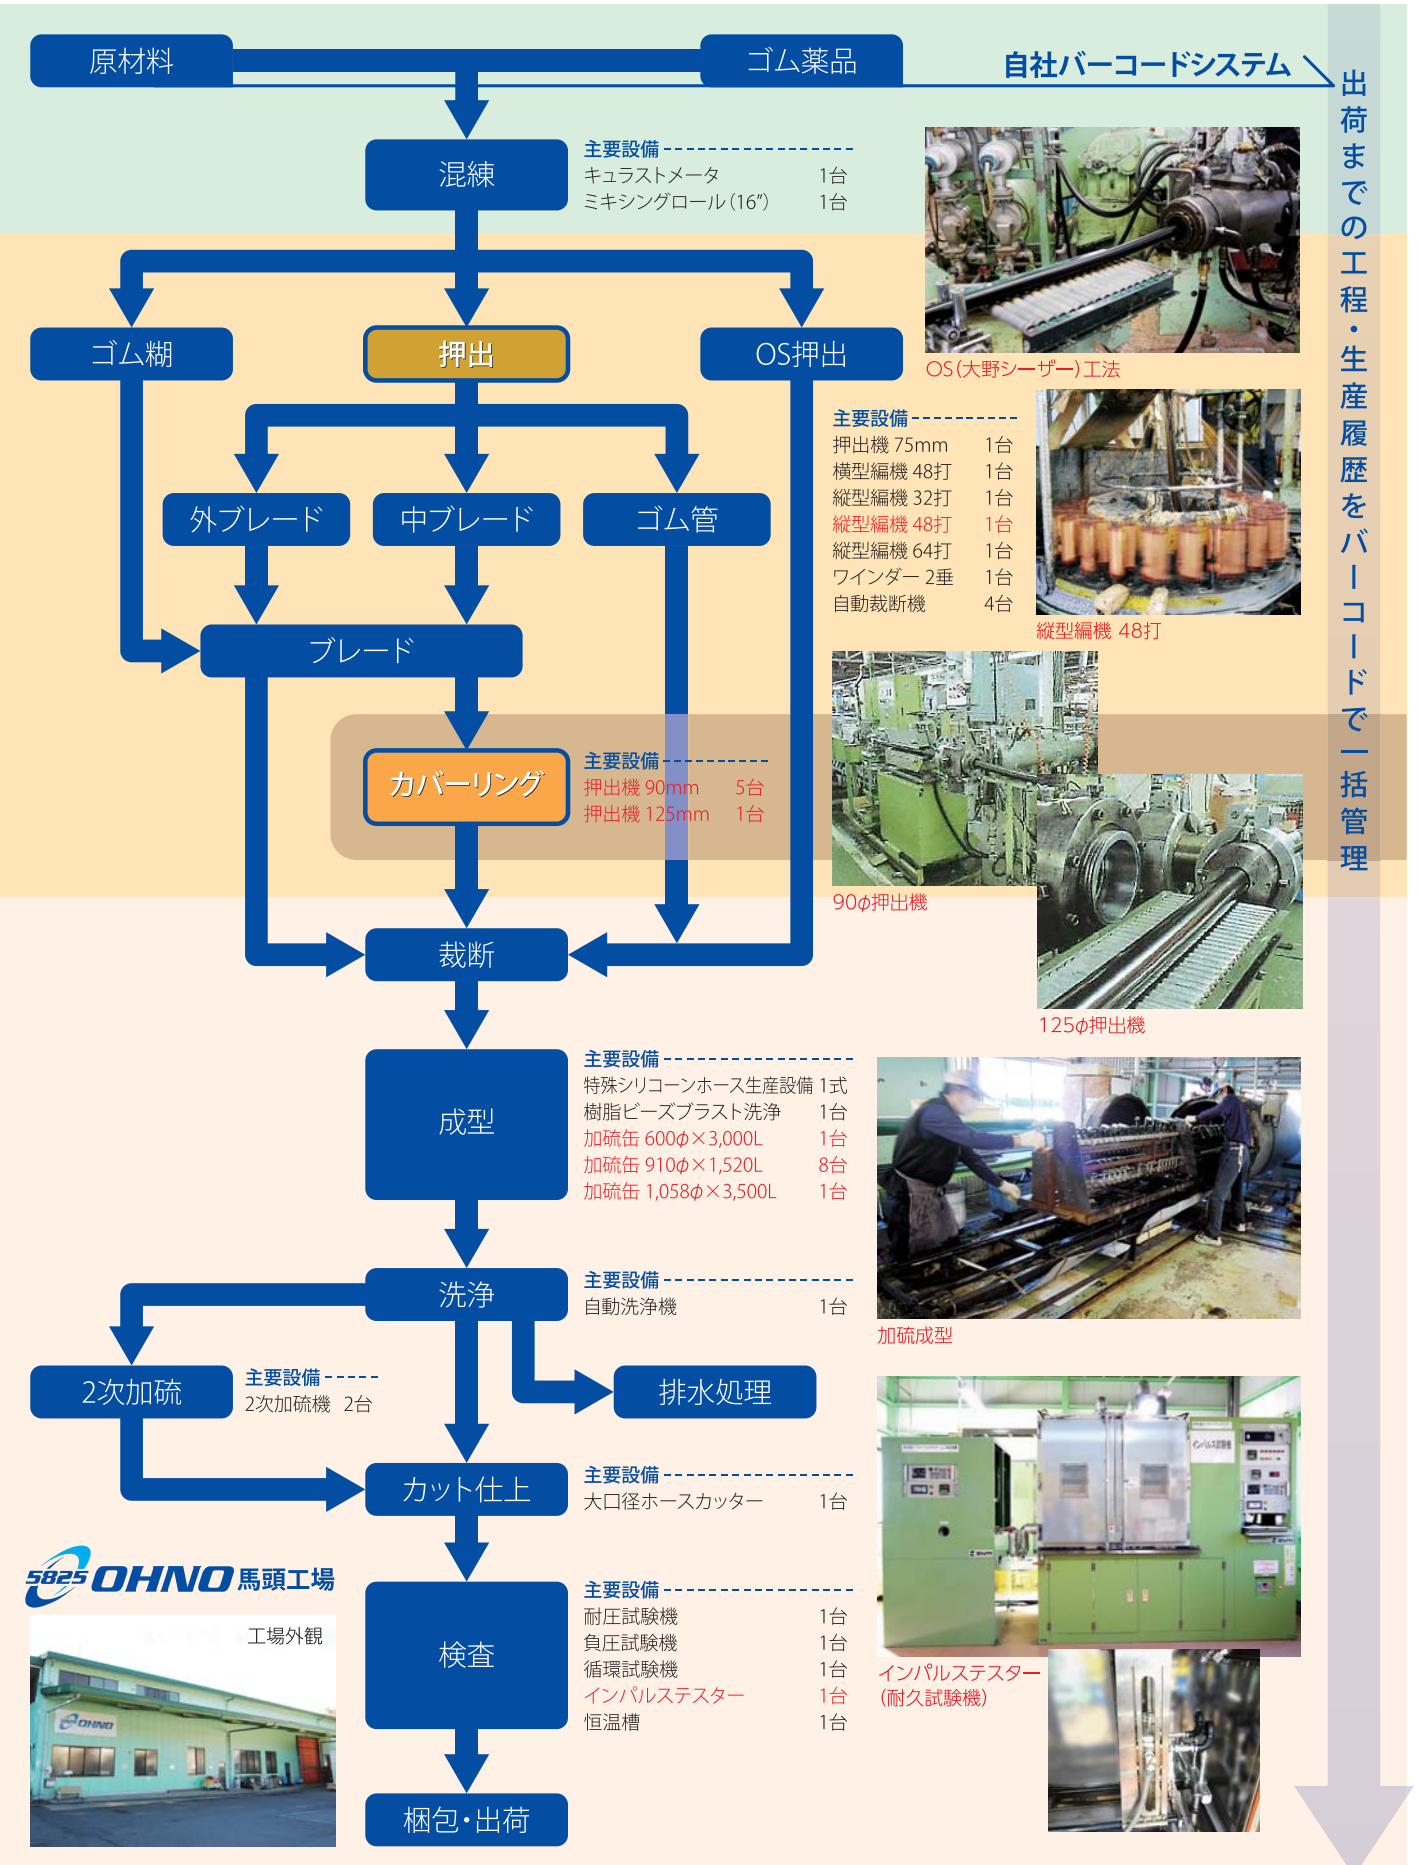 原材料
ゴム薬品
自社バーコードシステム
出荷までの工程・生産履歴をバーコードで一括管理
混練
主要設備
キュラストメータ 1台
ミキシングロール（16”） 1台
ゴム糊
押出
OS押出
OS（大野シーザー）工法
外ブレード
中ブレード
ゴム管
主要設備
押出機 75mm 1台
横型編機 48打 1台
縦型編機 32打 1台
縦型編機 48打 1台
縦型編機 64打 1台
ワインダー 2垂 1台
自動裁断機 4台
縦型編機 48打
ブレード
カバーリング
主要設備
押出機 90mm 5台
押出機 125mm 1台
90φ押出機
125φ押出機
裁断
成型
主要設備
特殊シリコーンホース生産設備 1式
樹脂ビーズブラスト洗浄 1台
加硫缶 600φ×3,000L 1台
加硫缶 910φ×1,520L 8台
加硫缶 1,058φ×3,500L 1台
加硫成型
洗浄
主要設備
自動洗浄機 1台
2次加硫
主要設備
2次加硫機 2台
排水処理
カット仕上
主要設備
大口径ホースカッター 1台
インパルス試験機
検査
主要設備
耐圧試験機 1台
負圧試験機 1台
循環試験機 1台
インパルステスター 1台
恒温槽 1台
インパルステスター
（耐久試験機）
梱包・出荷
5825 OHNO 馬頭工場
工場外観
OHNO